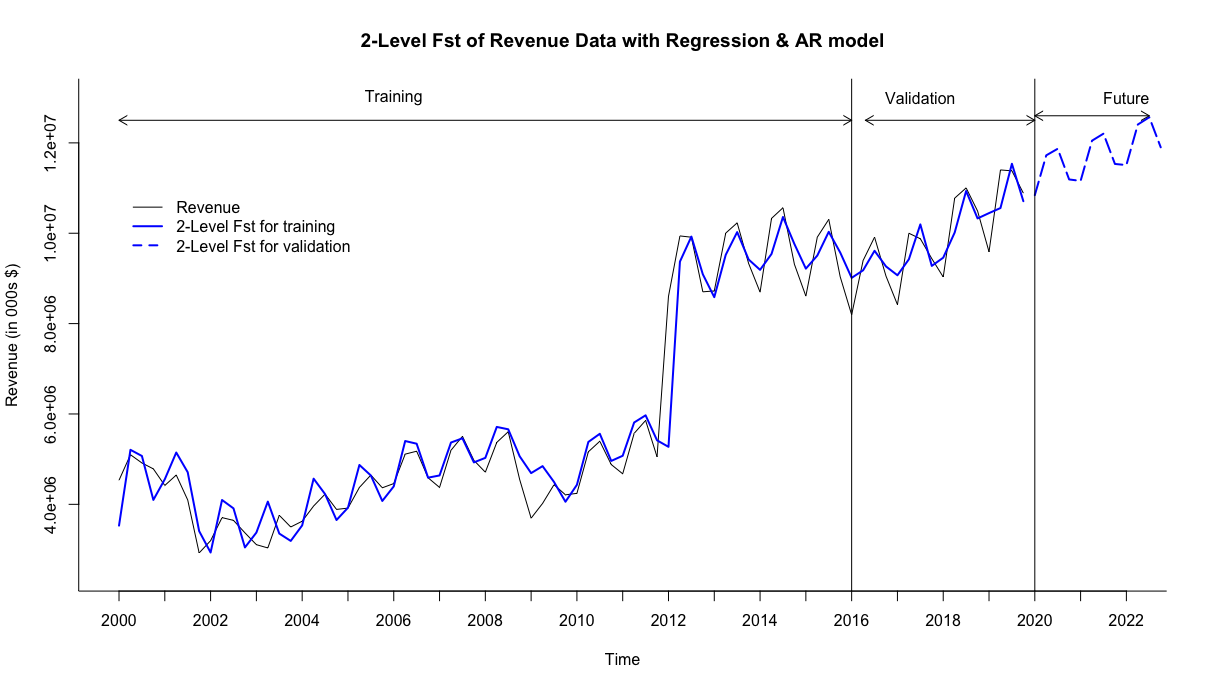 2-Level Fst of Revenue Data with Regression & AR model
Training
Validation
Future
Revenue
2-Level Fst for training
2-Level Fst for validation
Revenue (in 000s $)
1.2e+07
1.0e+07
8.0e+06
6.0e+06
4.0e+06
2000 2002 2004 2006 2008 2010 2012 2014 2016 2018 2020 2022
Time